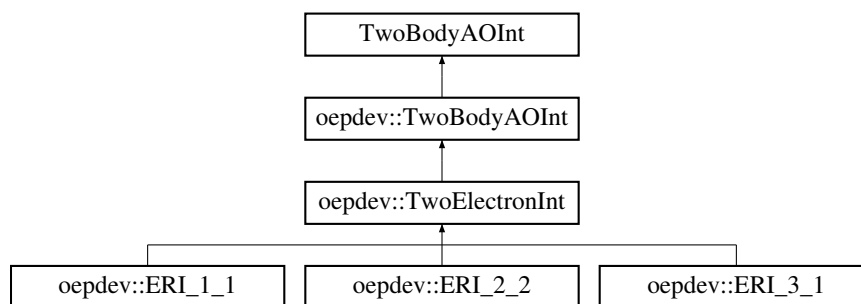 TwoBodyAOInt
oepdev::TwoBodyAOInt
oepdev::TwoElectronInt
oepdev::ERI_1_1 oepdev::ERI_2_2 oepdev::ERI_3_1